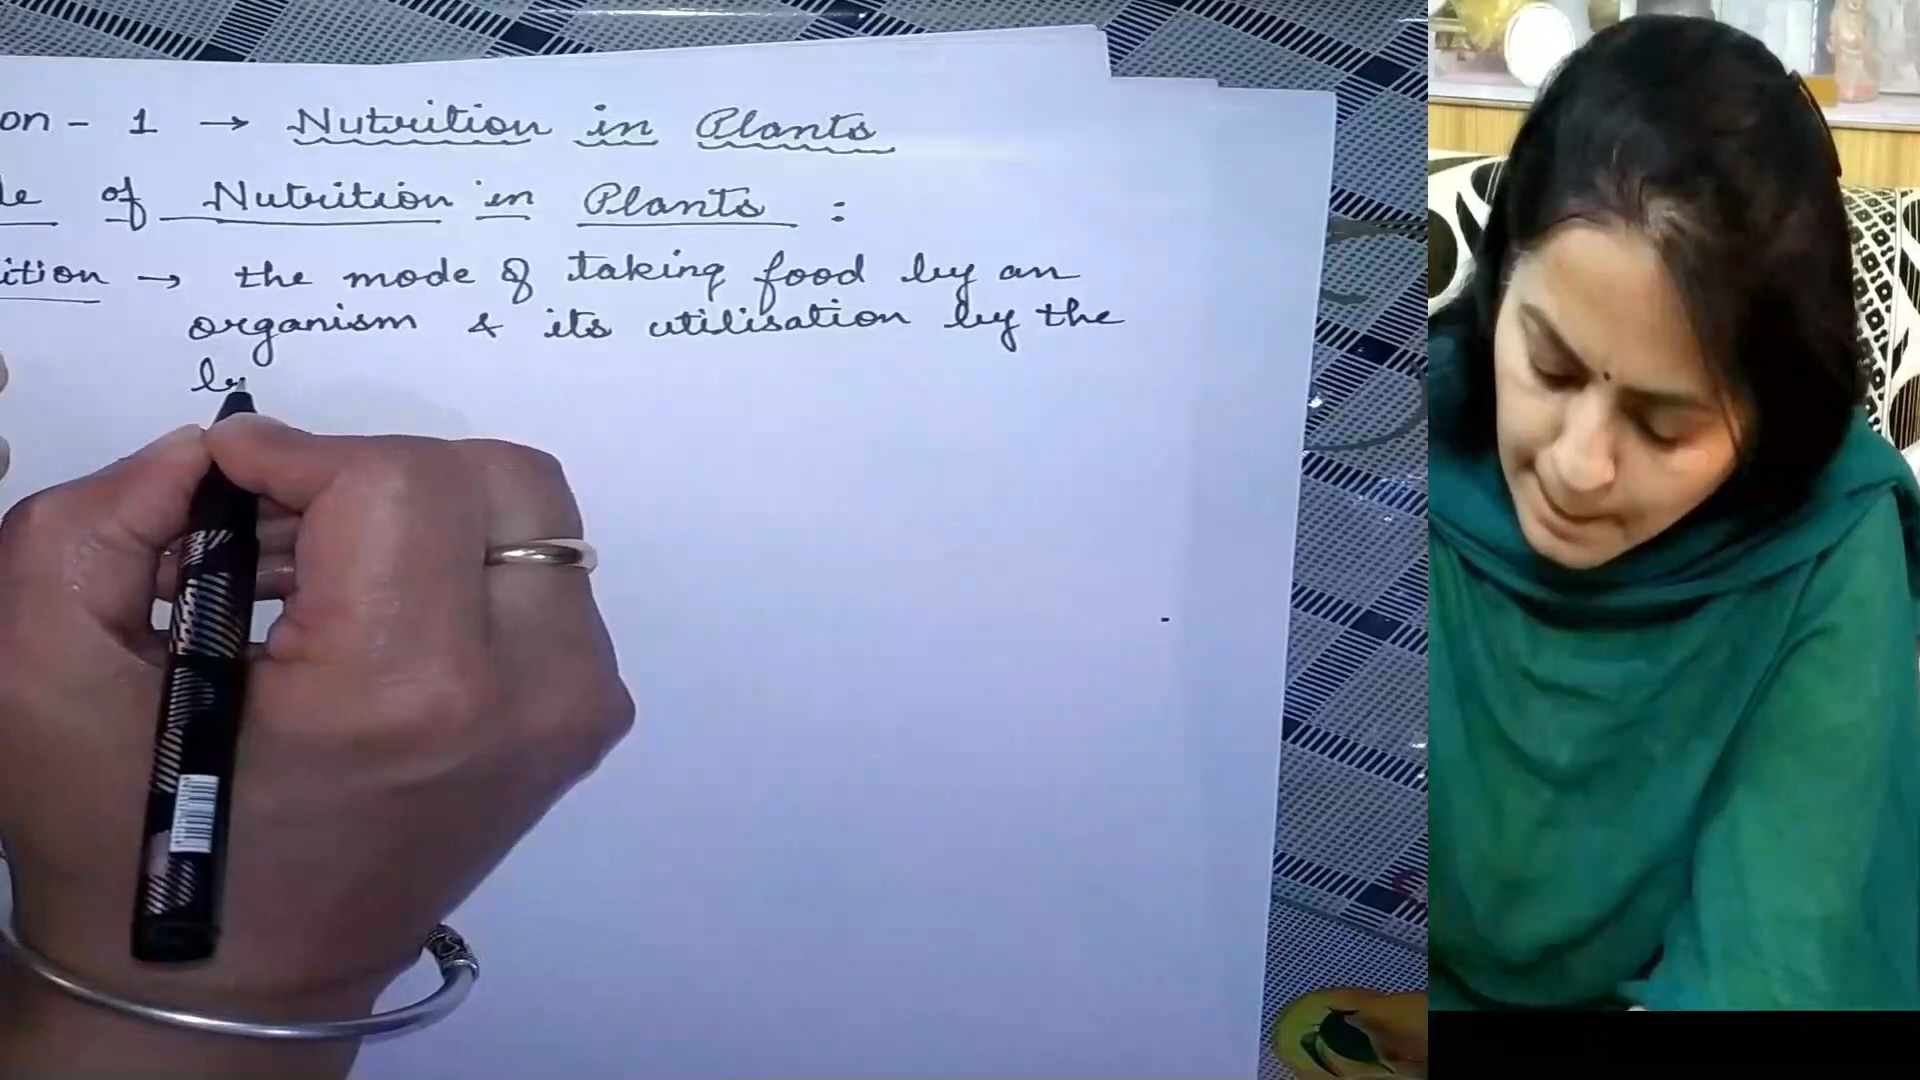 on - 1 → Nutrition in Plants
le of Nutrition in Plants :
ition → the mode of taking food by an
organism & its utilisation by the